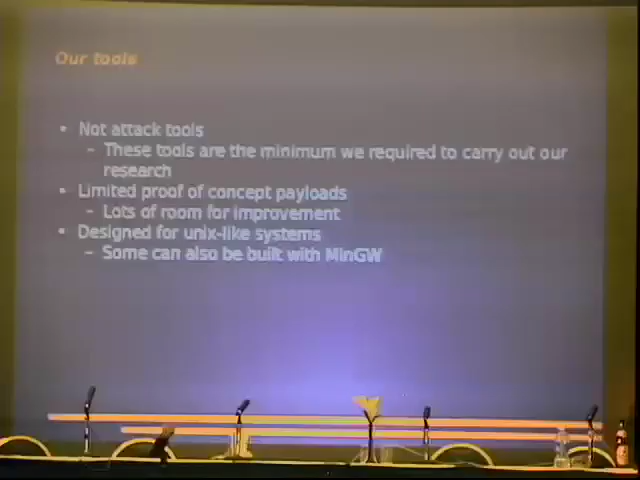 Our tools
• Not attack tools
– These tools are the minimum we required to carry out our
research
• Limited proof of concept payloads
– Lots of room for improvement
• Designed for unix-like systems
– Some can also be built with MinGW